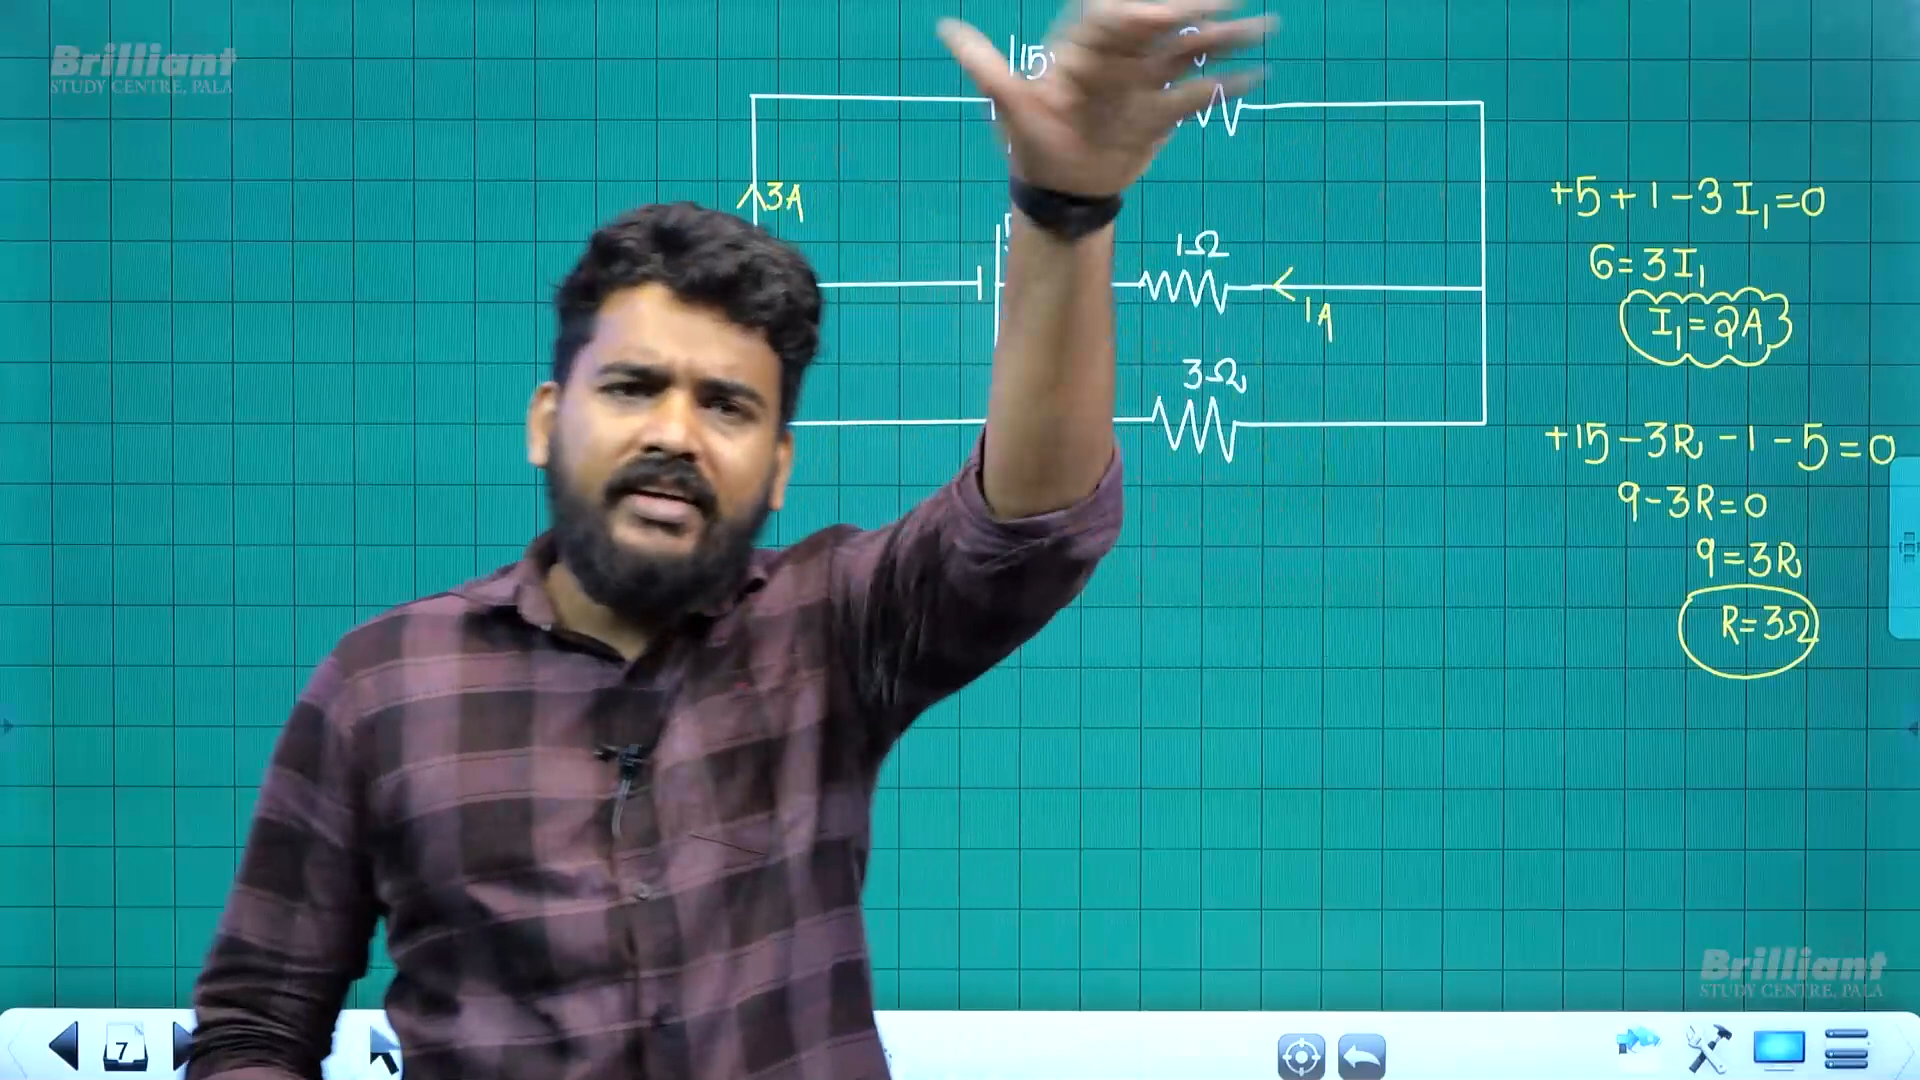 Brilliant
STUDY CENTRE, PALA
15
3A
1Ω
1A
3Ω
+5+1-3I₁=0
6=3I₁
I₁=2A
+15-3R-1-5=0
9-3R=0
9=3R
R=3Ω
Brilliant
STUDY CENTRE, PALA
7